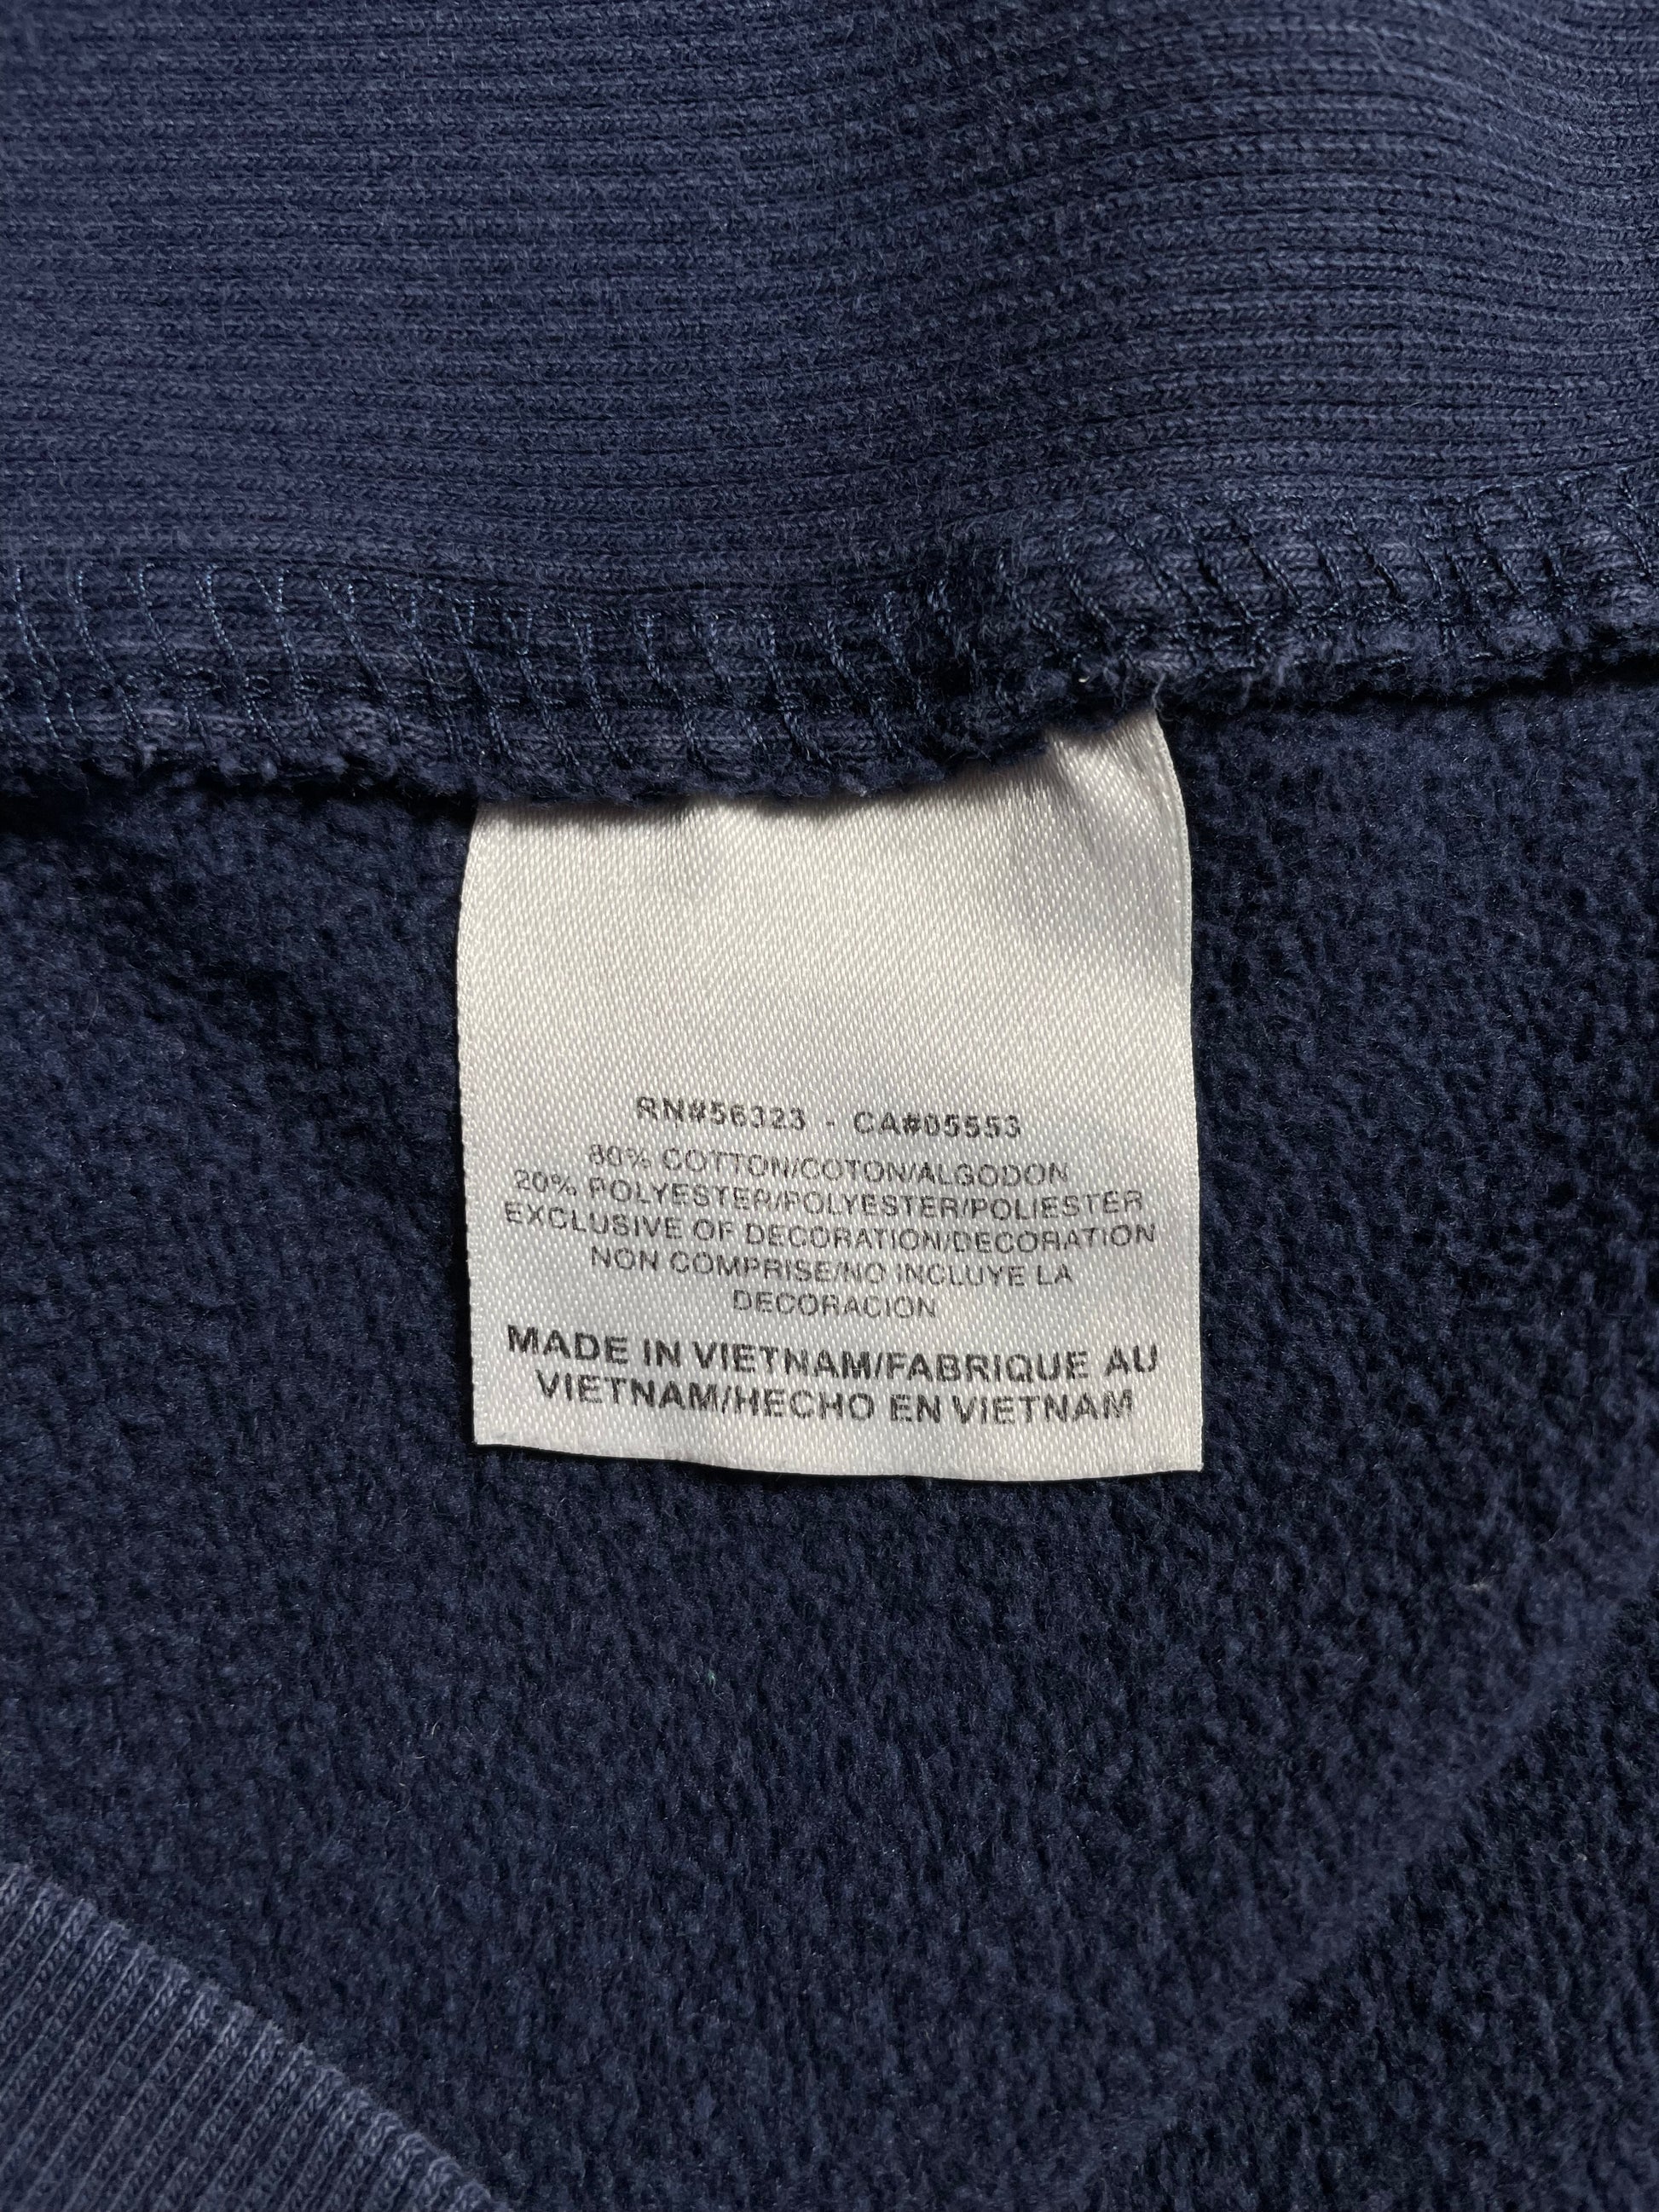 RN#56323 - CA#05553
80% COTTON/COTON/ALGODON
20% POLYESTER/POLYESTER/POLIESTER
EXCLUSIVE OF DECORATION/DECORATION
NON COMPRISE/NO INCLUYE LA
DECORACION
MADE IN VIETNAM/FABRIQUE AU
VIETNAM/HECHO EN VIETNAM